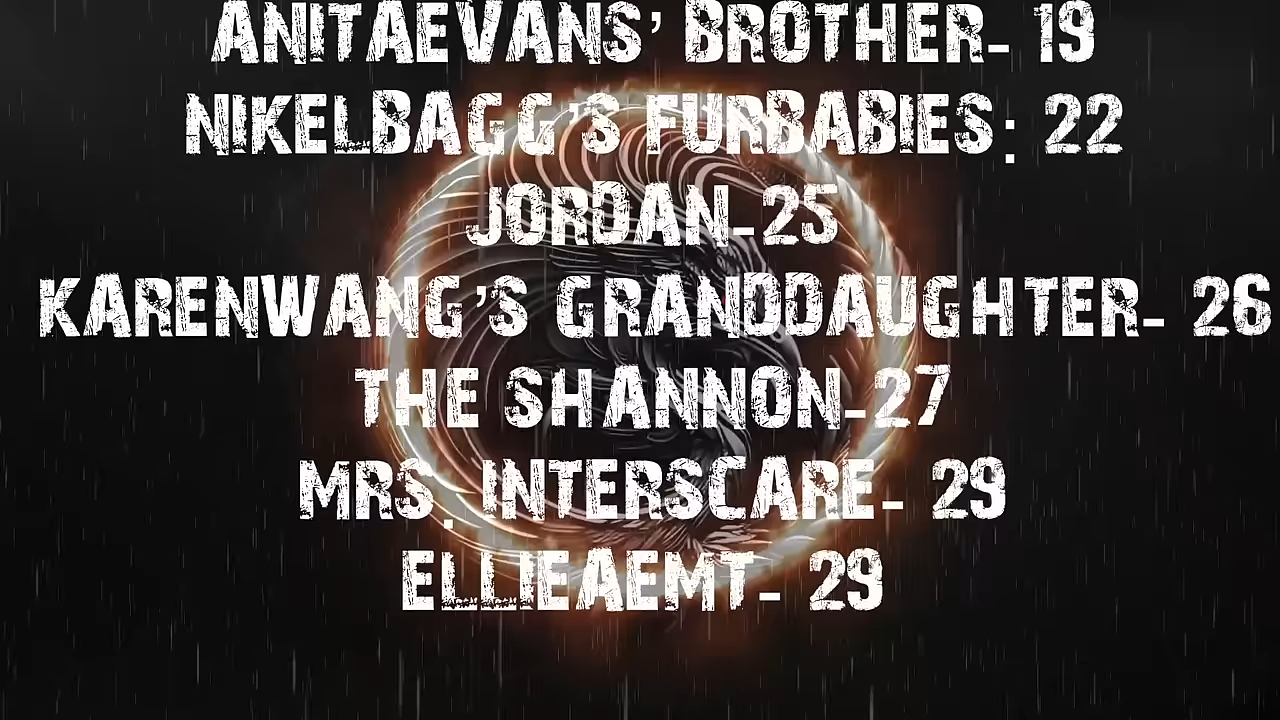 ANITAEVANS' BROTHER- 19
NIKELBAGG'S FURBABIES: 22
JORDAN-25
KARENWANG'S GRANDDAUGHTER- 26
THE SHANNON-27
MRS. INTERSCARE- 29
ELLIEAEMT- 29